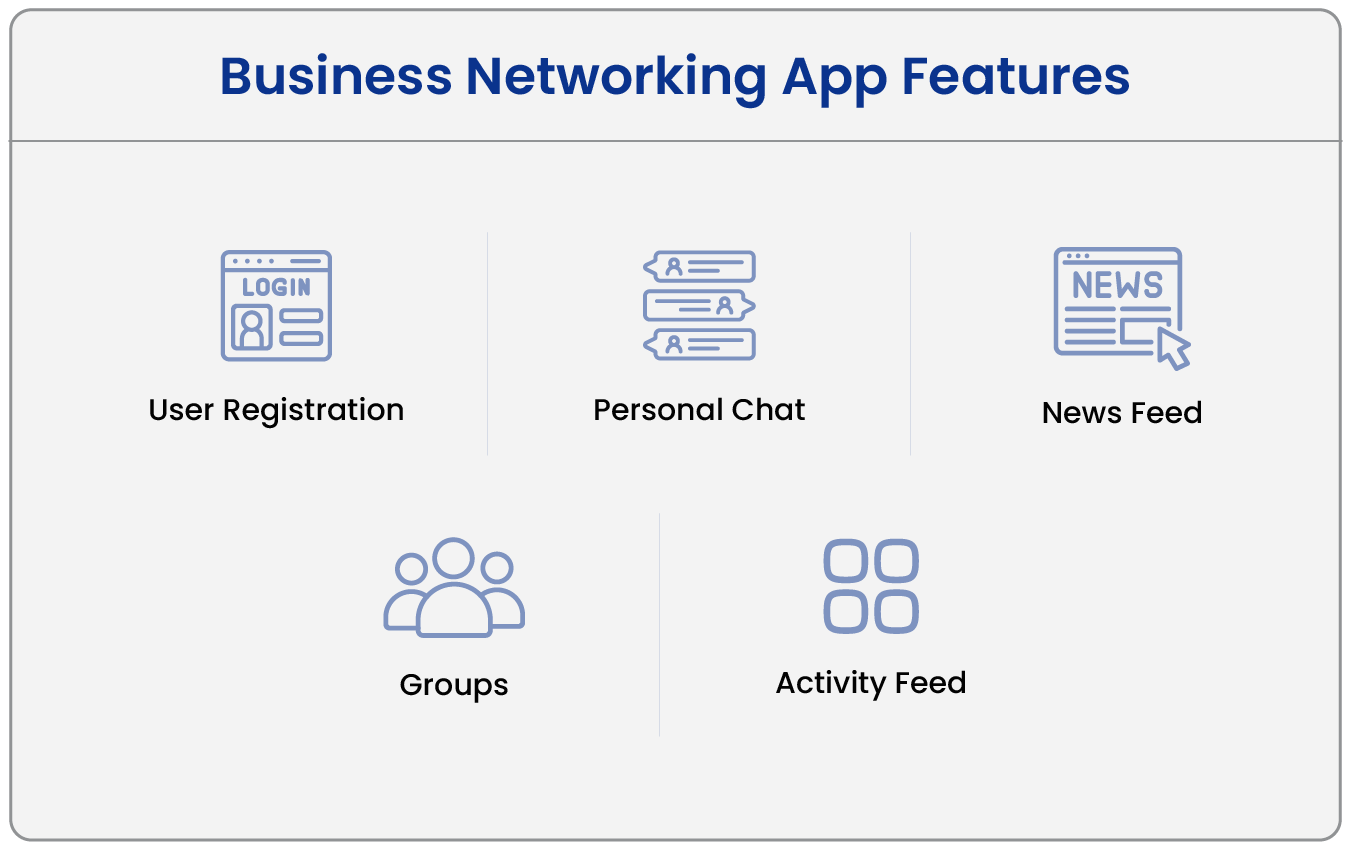 Business Networking App Features
LOGIN
User Registration
Personal Chat
NEWS
News Feed
Groups
Activity Feed